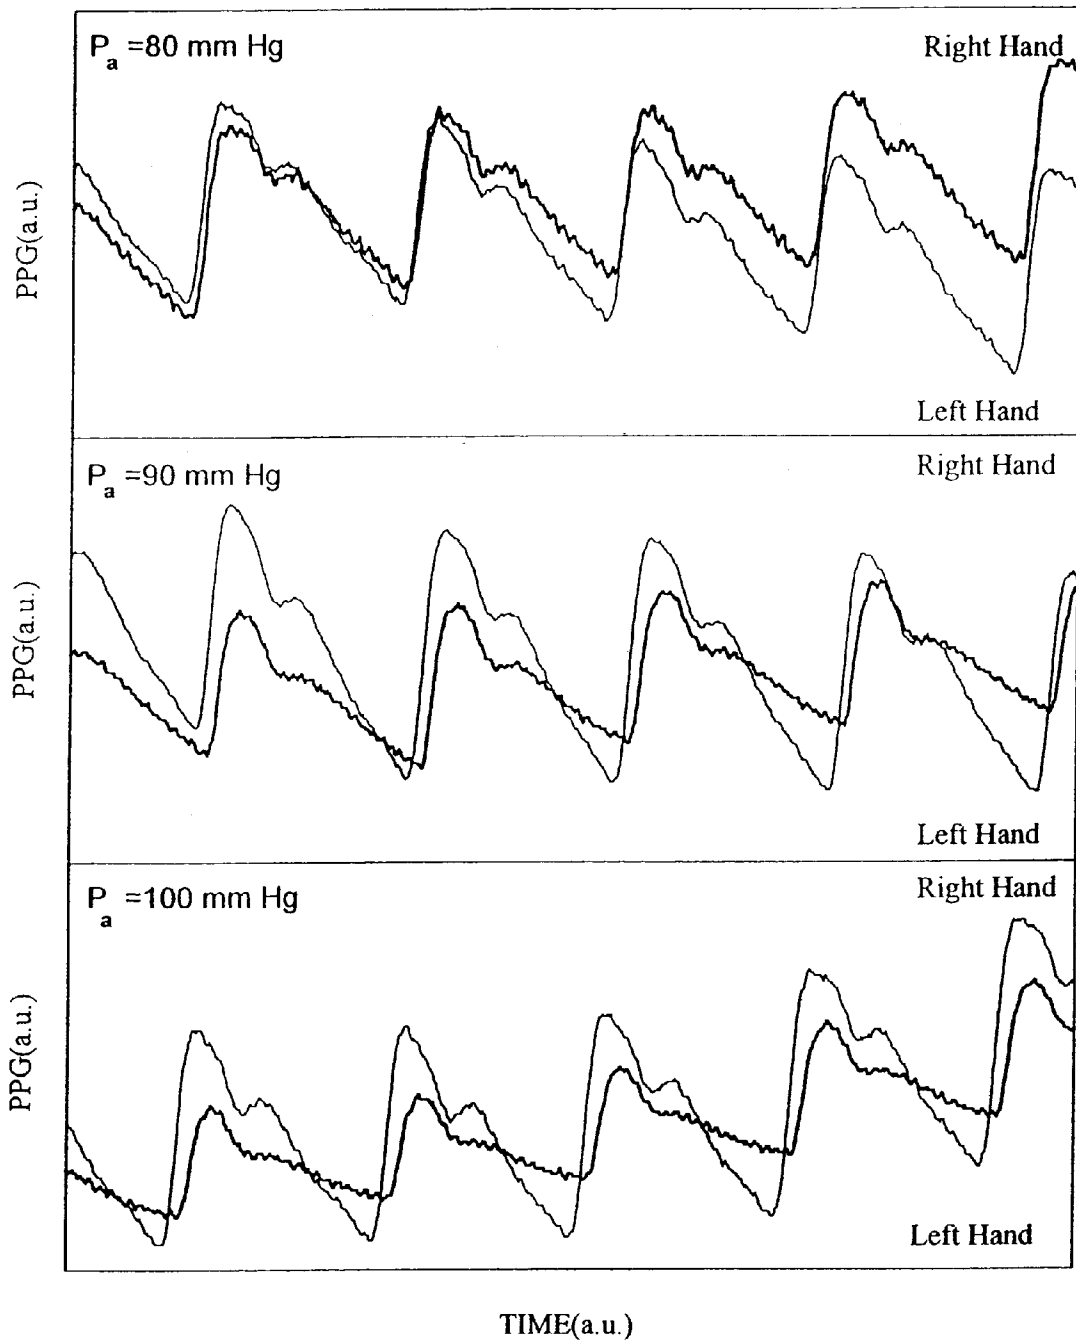 P_a =80 mm Hg
Right Hand
PPG(a.u.)
Left Hand
P_a =90 mm Hg
Right Hand
PPG(a.u.)
Left Hand
P_a =100 mm Hg
Right Hand
PPG(a.u.)
Left Hand
TIME(a.u.)